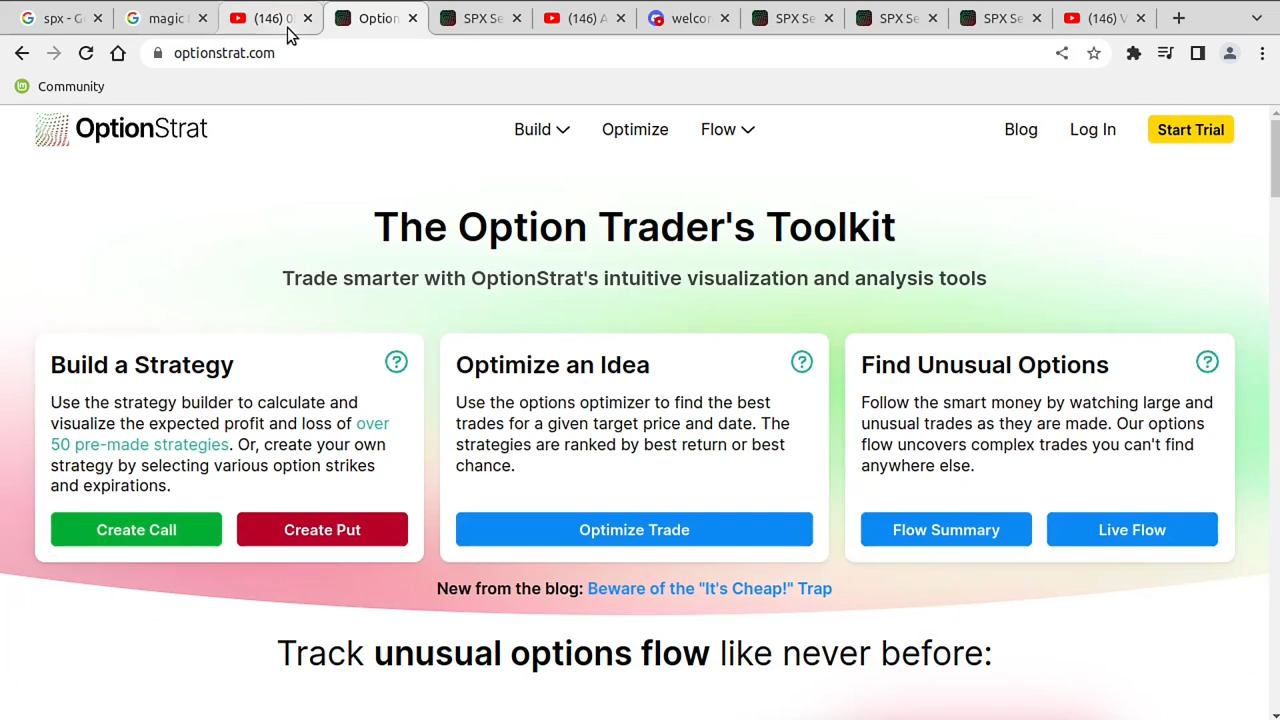 spx - G
magic
(146) 0
Option
SPX Se
(146) A
welcor
SPX Se
SPX Se
SPX Se
(146) V
optionstrat.com
Community
OptionStrat
Build
Optimize
Flow
Blog
Log In
Start Trial
The Option Trader's Toolkit
Trade smarter with OptionStrat's intuitive visualization and analysis tools
Build a Strategy
?
Use the strategy builder to calculate and
visualize the expected profit and loss of over
50 pre-made strategies. Or, create your own
strategy by selecting various option strikes
and expirations.
Create Call
Create Put
Optimize an Idea
?
Use the options optimizer to find the best
trades for a given target price and date. The
strategies are ranked by best return or best
chance.
Optimize Trade
Find Unusual Options
?
Follow the smart money by watching large and
unusual trades as they are made. Our options
flow uncovers complex trades you can't find
anywhere else.
Flow Summary
Live Flow
New from the blog: Beware of the "It's Cheap!" Trap
Track unusual options flow like never before: